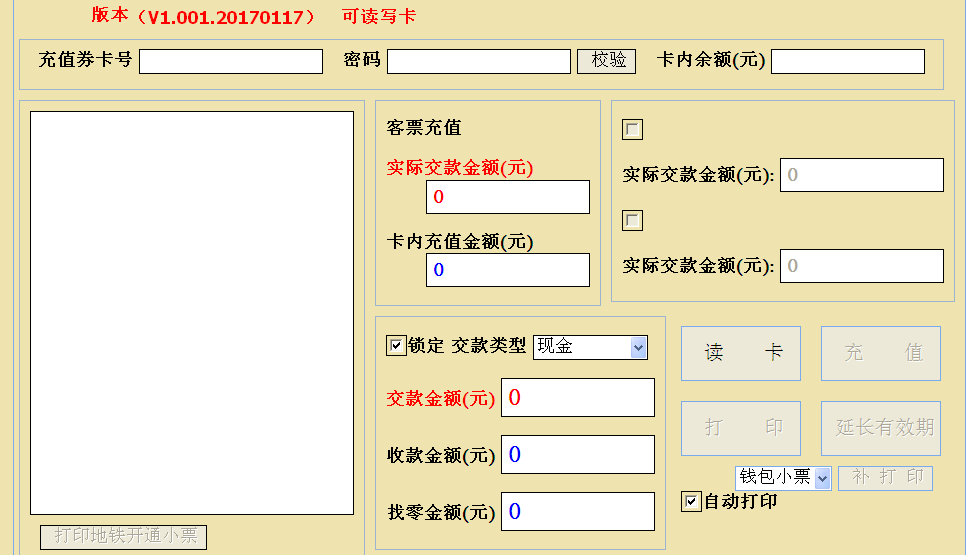 版本（V1.001.20170117） 可读写卡
充值券卡号 密码 校验 卡内余额(元)
客票充值
实际交款金额(元)
0
卡内充值金额(元)
0
实际交款金额(元): 0
实际交款金额(元): 0
锁定 交款类型 现金
交款金额(元) 0
收款金额(元) 0
找零金额(元) 0
读 卡 充 值
打 印 延长有效期
钱包小票 补 打 印
自动打印
打印地铁开通小票